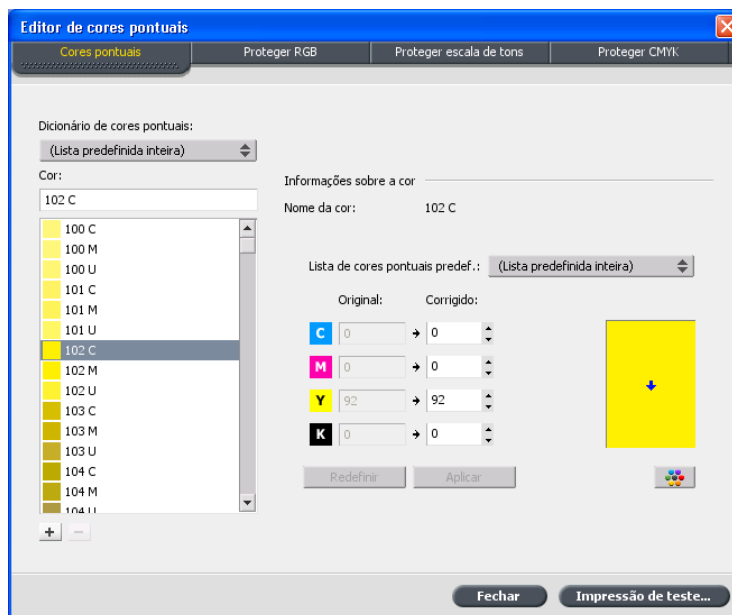 Editor de cores pontuais
Cores pontuais
Proteger RGB
Proteger escala de tons
Proteger CMYK
Dicionário de cores pontuais:
(Lista predefinida inteira)
Cor:
102 C
100 C
100 M
100 U
101 C
101 M
101 U
102 C
102 M
102 U
103 C
103 M
103 U
104 C
104 M
104 U
+
−
Informações sobre a cor
Nome da cor: 102 C
Lista de cores pontuais predef.: (Lista predefinida inteira)
Original: Corrigido:
C 0 → 0
M 0 → 0
Y 92 → 92
K 0 → 0
Redefinir
Aplicar
Fechar
Impressão de teste...